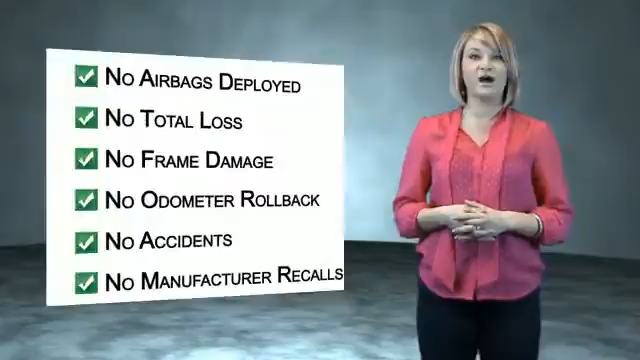 No Airbags Deployed
No Total Loss
No Frame Damage
No Odometer Rollback
No Accidents
No Manufacturer Recalls